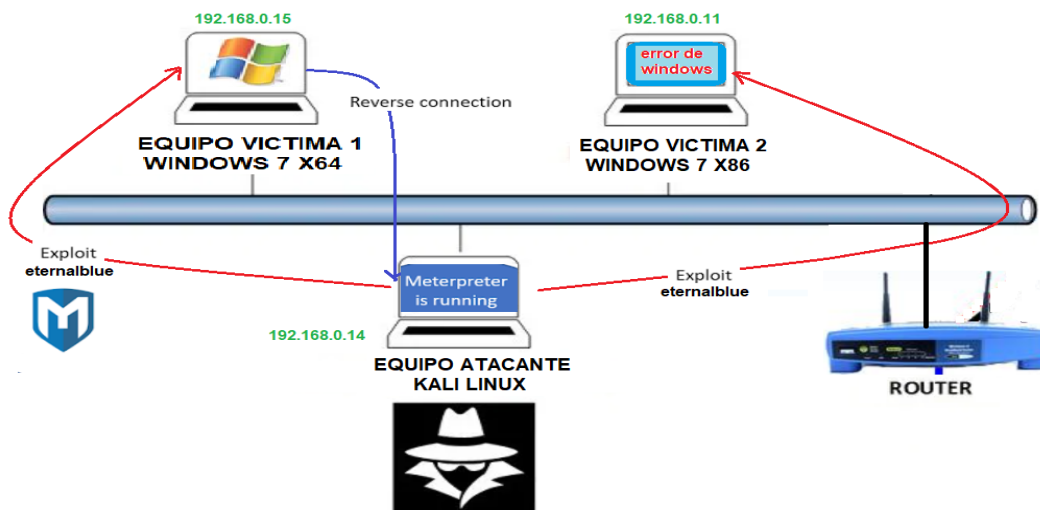 192.168.0.15
192.168.0.11
error de
windows
Reverse connection
EQUIPO VICTIMA 1
WINDOWS 7 X64
EQUIPO VICTIMA 2
WINDOWS 7 X86
Exploit
eternalblue
Meterpreter
is running
Exploit
eternalblue
M
192.168.0.14
EQUIPO ATACANTE
KALI LINUX
ROUTER